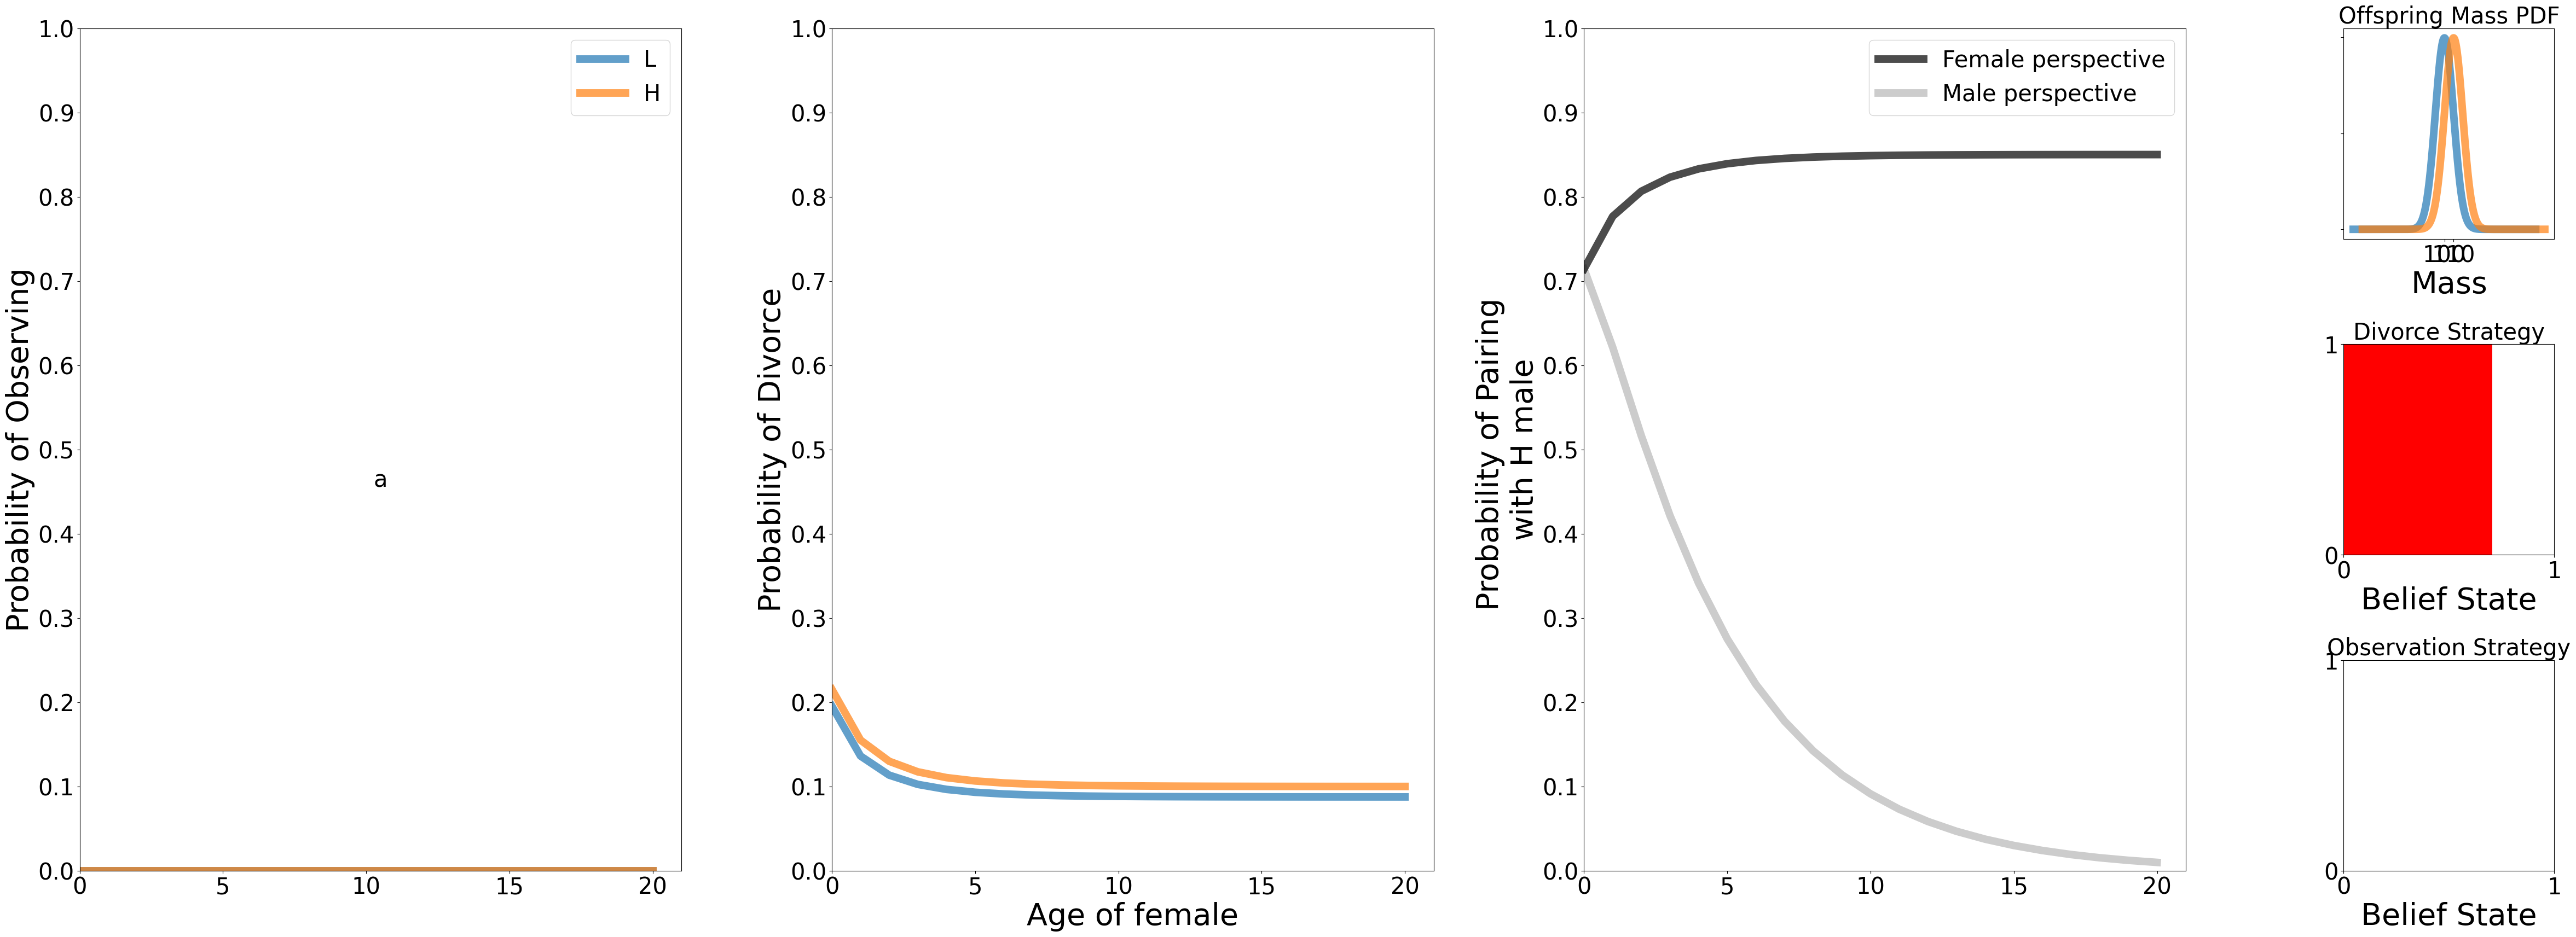 Probability of Observing
1.0
0.9
0.8
0.7
0.6
0.5
0.4
0.3
0.2
0.1
0.0
0 5 10 15 20
L
H
a
Probability of Divorce
1.0
0.9
0.8
0.7
0.6
0.5
0.4
0.3
0.2
0.1
0.0
0 5 10 15 20
Age of female
Probability of Pairing
with H male
1.0
0.9
0.8
0.7
0.6
0.5
0.4
0.3
0.2
0.1
0.0
0 5 10 15 20
Female perspective
Male perspective
Offspring Mass PDF
100 110
Mass
Divorce Strategy
1
0
0 1
Belief State
Observation Strategy
1
0
0 1
Belief State